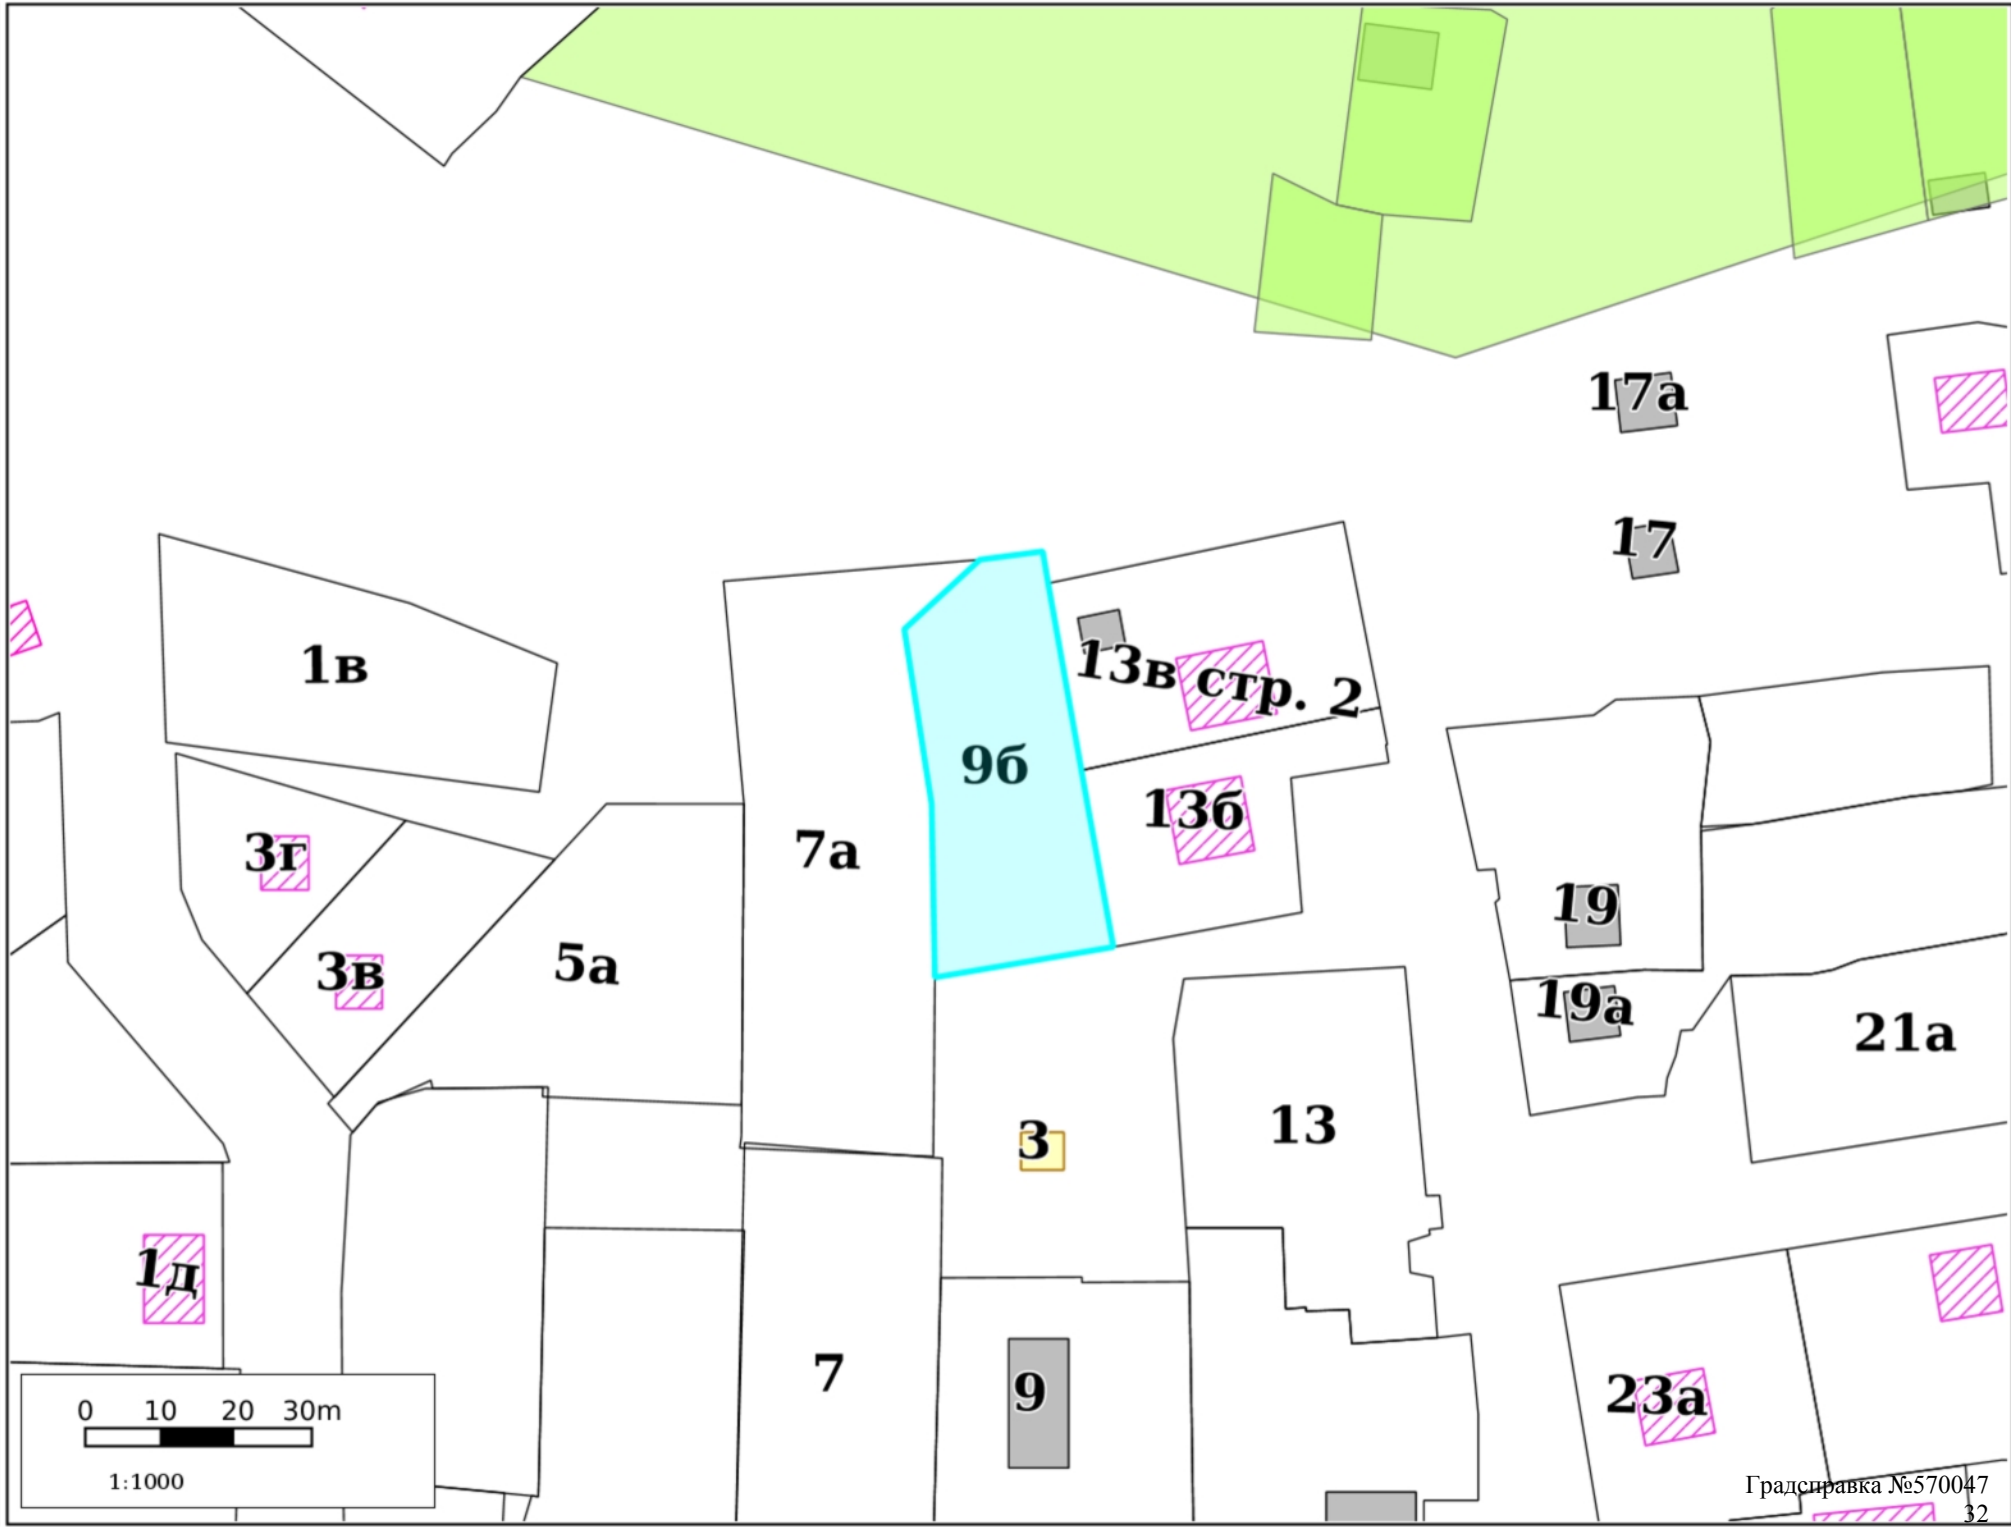 17а
17
1в
13в стр. 2
9б
13б
7а
3г
3в
5а
19
19а
21а
3
13
1д
7
9
23а
0 10 20 30m
1:1000
Градсправка №570047
32